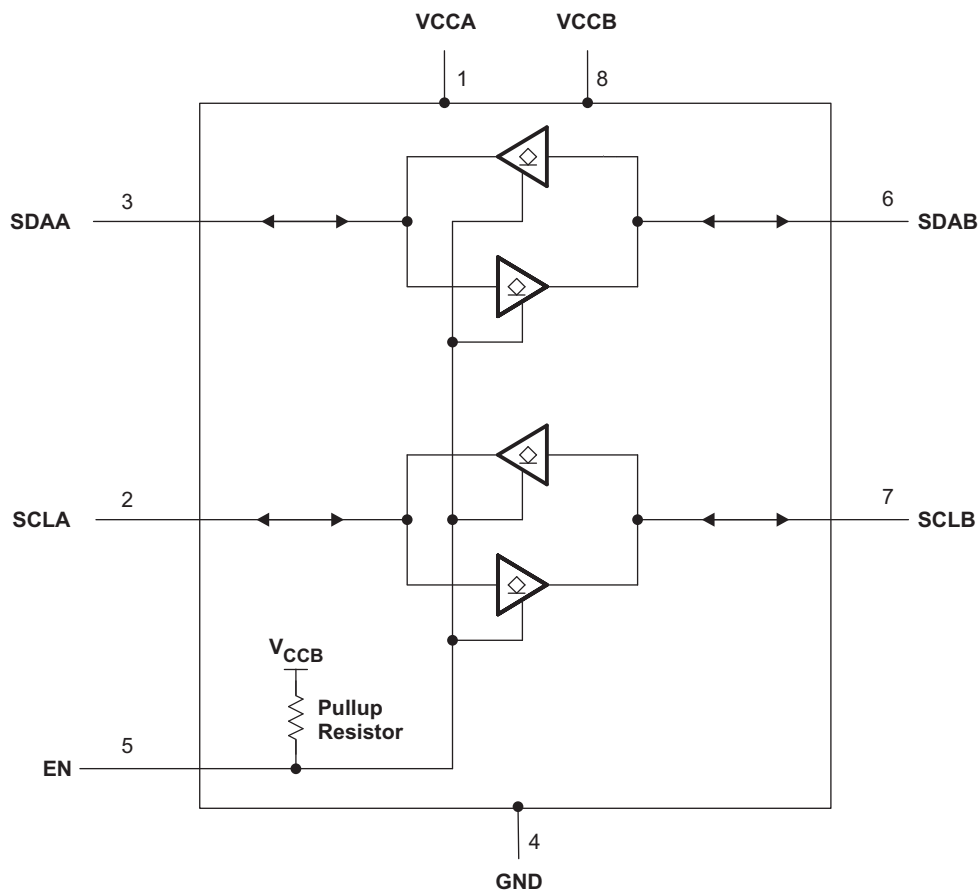 VCCA
VCCB
1
8
SDAA
3
6
SDAB
SCLA
2
7
SCLB
VCCB
Pullup
Resistor
EN
5
4
GND